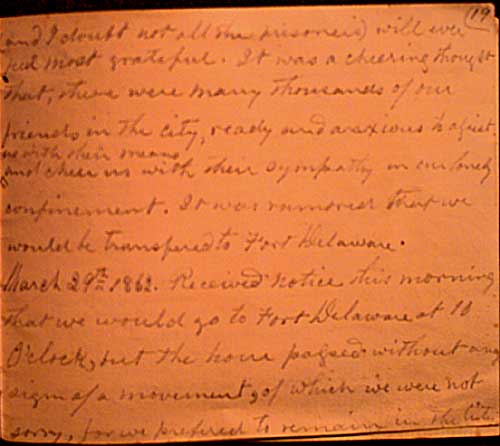 19
and I doubt not all the prisoners) will ever
feel most grateful. It was a cheering thought
that, there were many thousands of our
friends in the city, ready and anxious to assist
us with their means
and cheer us with their sympathy in our lonely
confinement. It was rumored that we
would be transfered to Fort Delaware.
March 29th 1862. Received notice this morning
that we would go to Fort Delaware at 10
O'clock, but the hour passed without any
signs of a movement, of which we were not
sorry, for we prefered to remain in the City